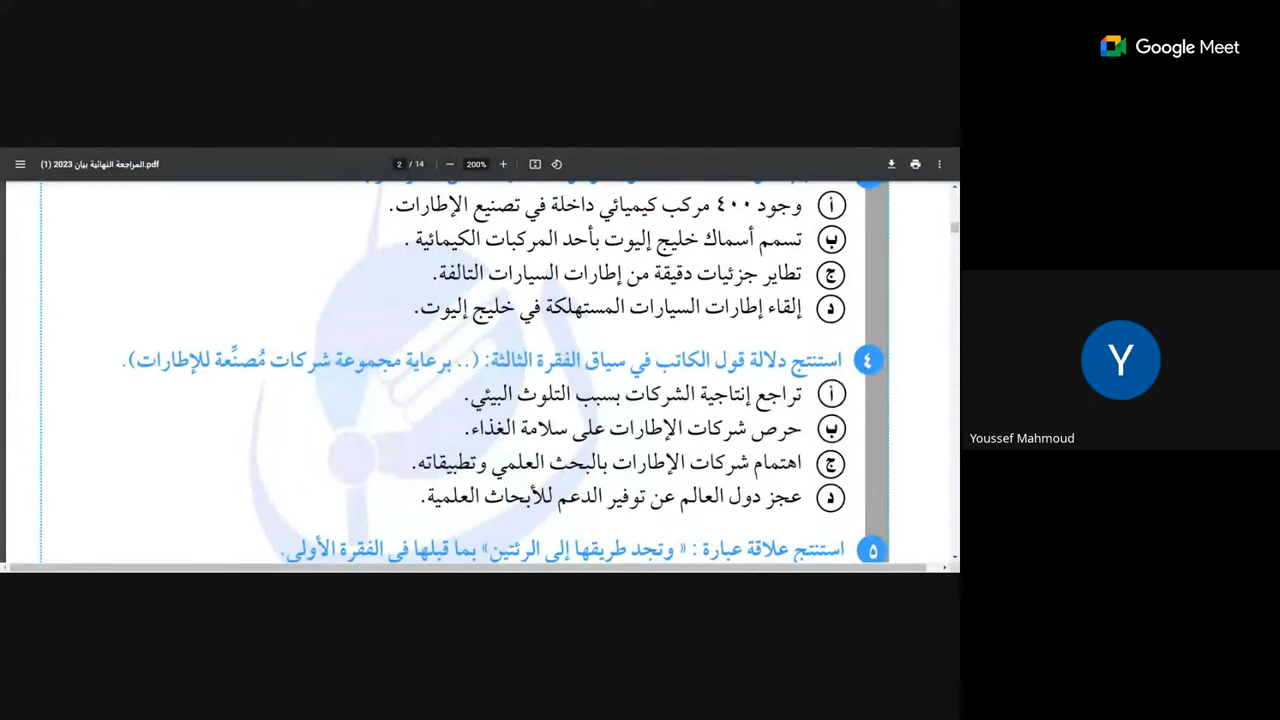 Google Meet
المراجعة النهائية بيان 2023 (1).pdf
2 / 14
200%
أ وجود ٤٠٠ مركب كيميائي داخلة في تصنيع الإطارات.
ب تسمم أسماك خليج إليوت بأحد المركبات الكيمائية .
ج تطاير جزئيات دقيقة من إطارات السيارات التالفة.
د إلقاء إطارات السيارات المستهلكة في خليج إليوت.
٤ استنتج دلالة قول الكاتب في سياق الفقرة الثالثة: (.. برعاية مجموعة شركات مُصنِّعة للإطارات).
أ تراجع إنتاجية الشركات بسبب التلوث البيئي.
ب حرص شركات الإطارات على سلامة الغذاء.
ج اهتمام شركات الإطارات بالبحث العلمي وتطبيقاته.
د عجز دول العالم عن توفير الدعم للأبحاث العلمية.
٥ استنتج علاقة عبارة : « وتجد طريقها إلى الرئتين» بما قبلها في الفقرة الأولى.
Y
Youssef Mahmoud